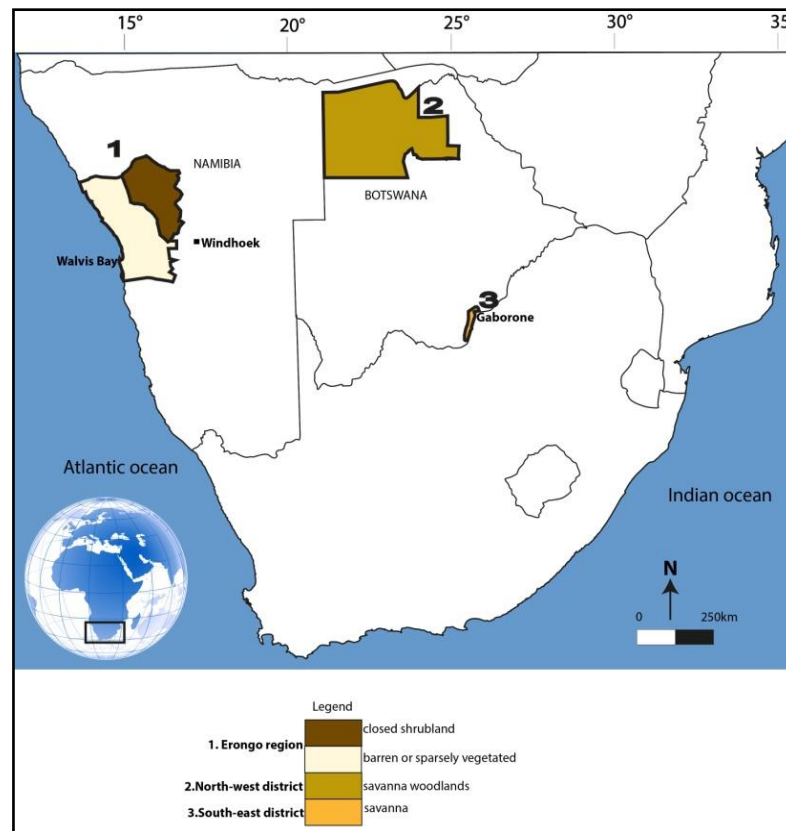 15° 20° 25° 30° 35
1 NAMIBIA 2
BOTSWANA
Windhoek
Walvis Bay
3
Gaborone
Atlantic ocean
Indian ocean
N
0 250km
Legend
1. Erongo region
closed shrubland
barren or sparsely vegetated
2.North-west district savanna woodlands
3.South-east district savanna